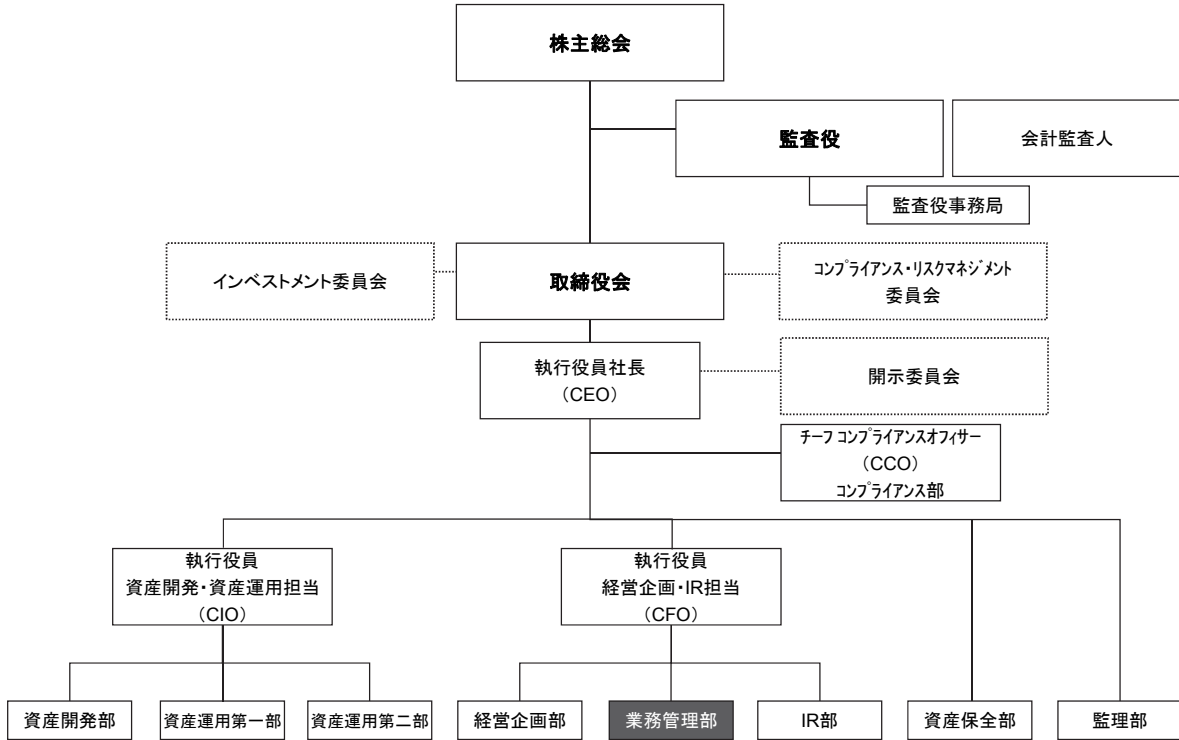 株主総会
監査役
会計監査人
監査役事務局
インベストメント委員会
取締役会
コンプライアンス・リスクマネジメント
委員会
執行役員社長
（CEO）
開示委員会
チーフ コンプライアンスオフィサー
（CCO）
コンプライアンス部
執行役員
資産開発・資産運用担当
（CIO）
執行役員
経営企画・IR担当
（CFO）
資産開発部
資産運用第一部
資産運用第二部
経営企画部
業務管理部
IR部
資産保全部
監理部